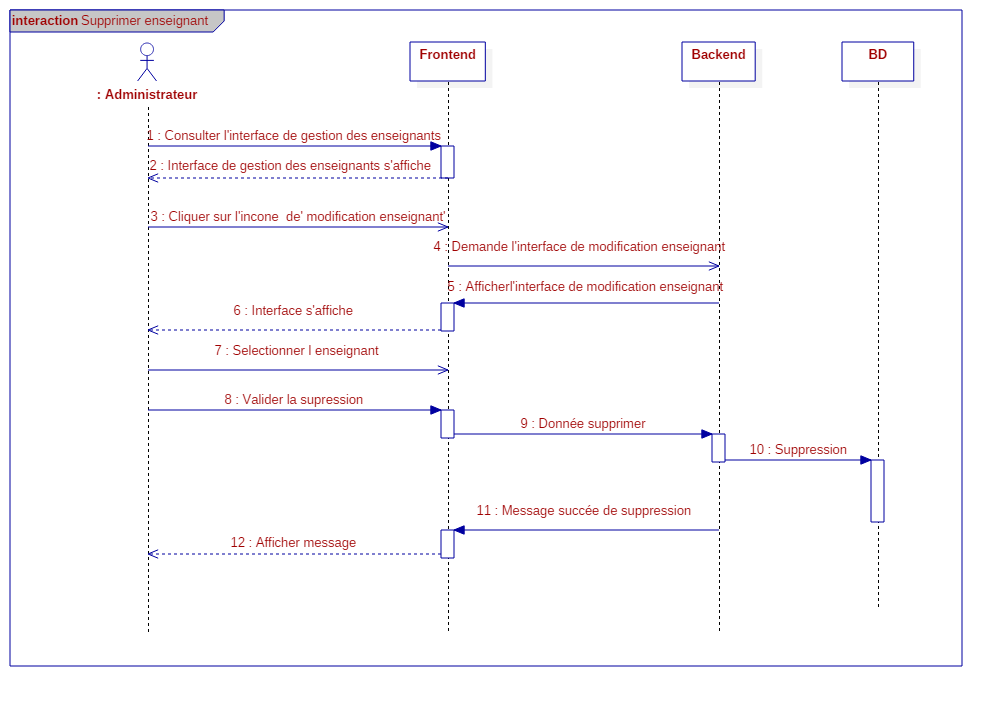 interaction Supprimer enseignant
Frontend
Backend
BD
: Administrateur
1 : Consulter l'interface de gestion des enseignants
2 : Interface de gestion des enseignants s'affiche
3 : Cliquer sur l'incone  de' modification enseignant'
4 : Demande l'interface de modification enseignant
5 : Afficherl'interface de modification enseignant
6 : Interface s'affiche
7 : Selectionner l enseignant
8 : Valider la supression
9 : Donnée supprimer
10 : Suppression
11 : Message succée de suppression
12 : Afficher message